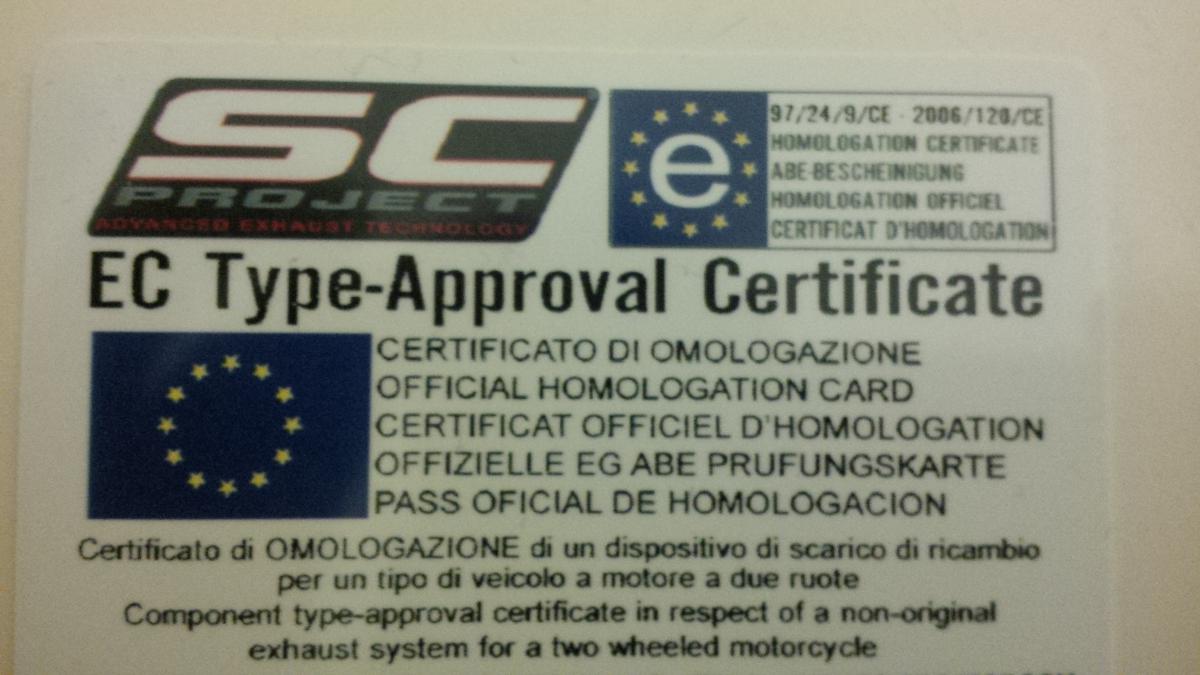 SC
PROJECT
ADVANCED EXHAUST TECHNOLOGY
e
97/24/9/CE - 2006/120/CE
HOMOLOGATION CERTIFICATE
ABE-BESCHEINIGUNG
HOMOLOGATION OFFICIEL
CERTIFICAT D'HOMOLOGATION
EC Type-Approval Certificate
CERTIFICATO DI OMOLOGAZIONE
OFFICIAL HOMOLOGATION CARD
CERTIFICAT OFFICIEL D'HOMOLOGATION
OFFIZIELLE EG ABE PRUFUNGSKARTE
PASS OFICIAL DE HOMOLOGACION
Certificato di OMOLOGAZIONE di un dispositivo di scarico di ricambio
per un tipo di veicolo a motore a due ruote
Component type-approval certificate in respect of a non-original
exhaust system for a two wheeled motorcycle